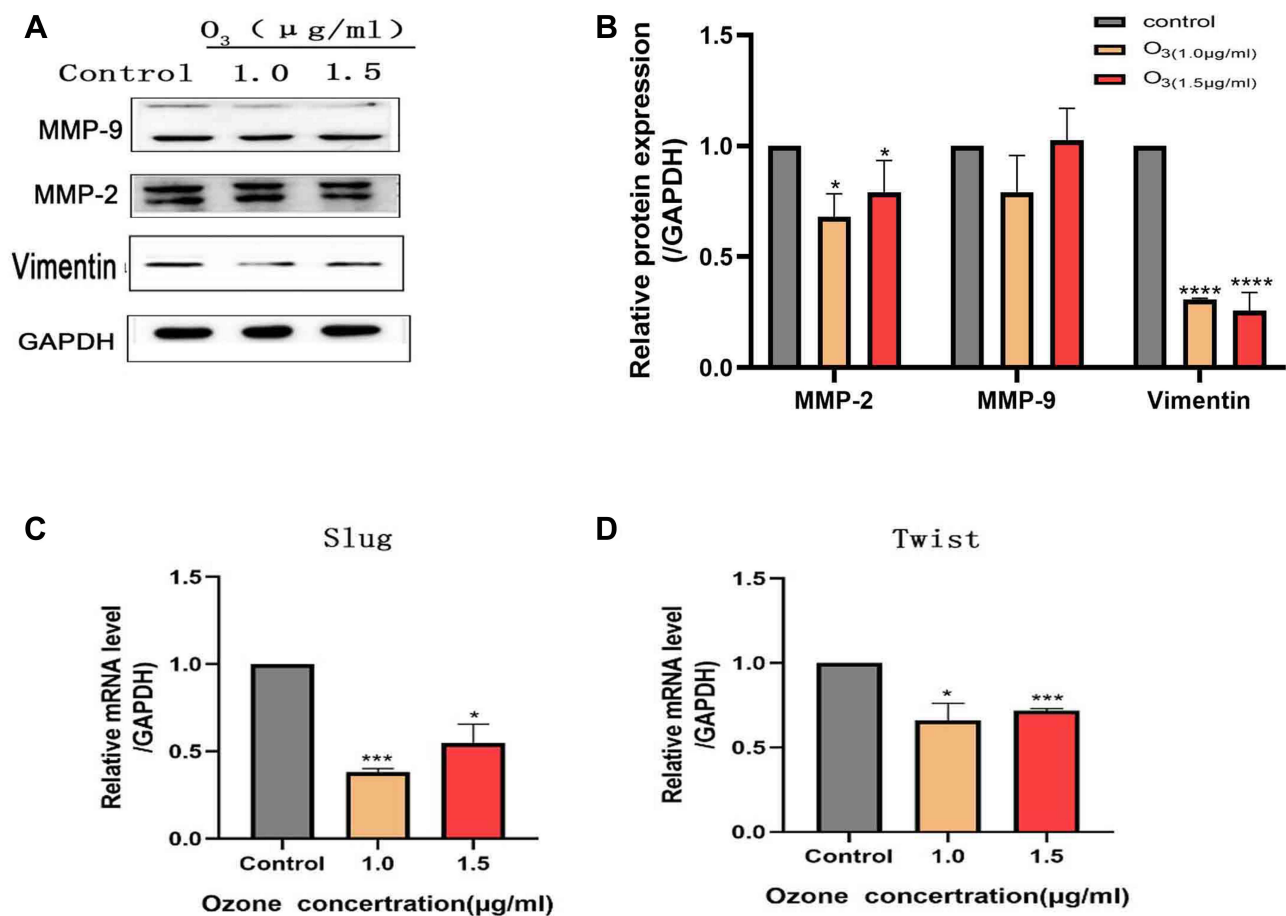 A
O₃ (μg/ml)
Control 1.0 1.5
MMP-9
MMP-2
Vimentin
GAPDH
B
control
O₃(1.0μg/ml)
O₃(1.5μg/ml)
Relative protein expression
(/GAPDH)
1.5
1.0
0.5
0.0
* *
**** ****
MMP-2 MMP-9 Vimentin
C
Slug
Relative mRNA level
/GAPDH)
1.5
1.0
0.5
0.0
***
*
Control 1.0 1.5
Ozone concertration(μg/ml)
D
Twist
Relative mRNA level
/GAPDH)
1.5
1.0
0.5
0.0
*
***
Control 1.0 1.5
Ozone concertration(μg/ml)